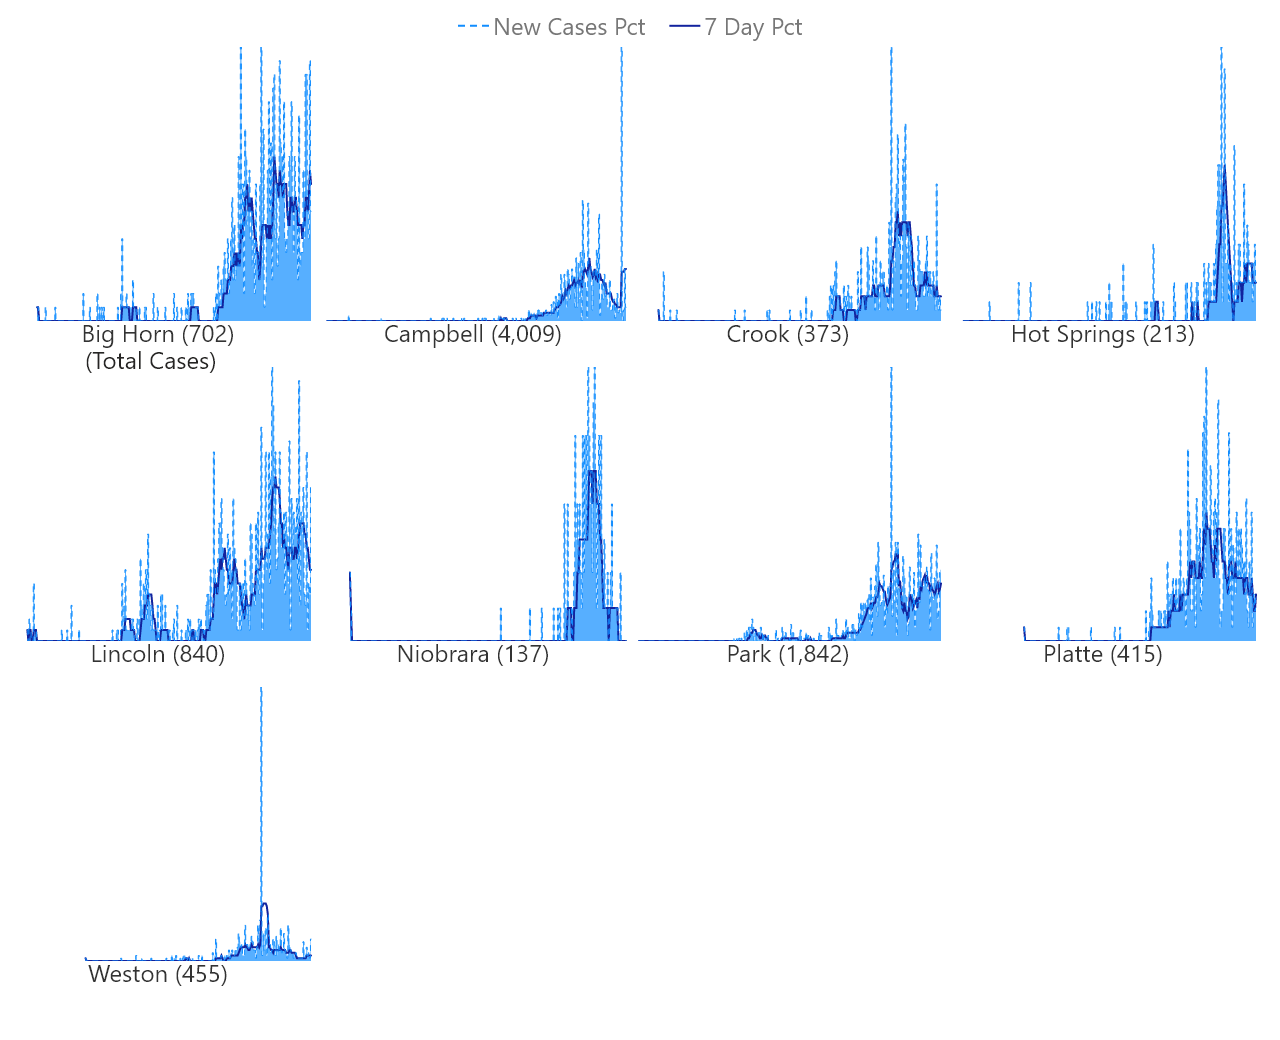 New Cases Pct 7 Day Pct
Big Horn (702)
(Total Cases)
Campbell (4,009)
Crook (373)
Hot Springs (213)
Lincoln (840)
Niobrara (137)
Park (1,842)
Platte (415)
Weston (455)